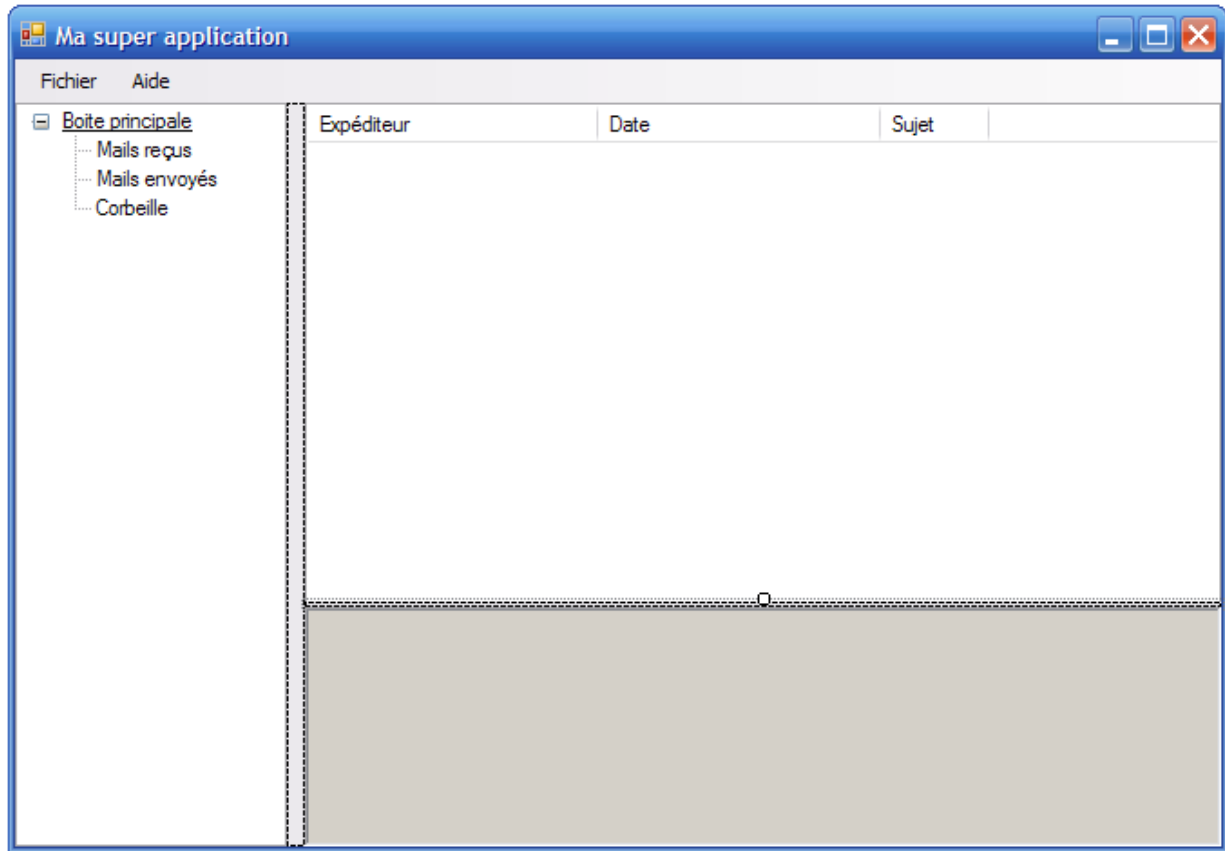 Ma super application
Fichier Aide
Boite principale
Mails reçus
Mails envoyés
Corbeille
Expéditeur Date Sujet